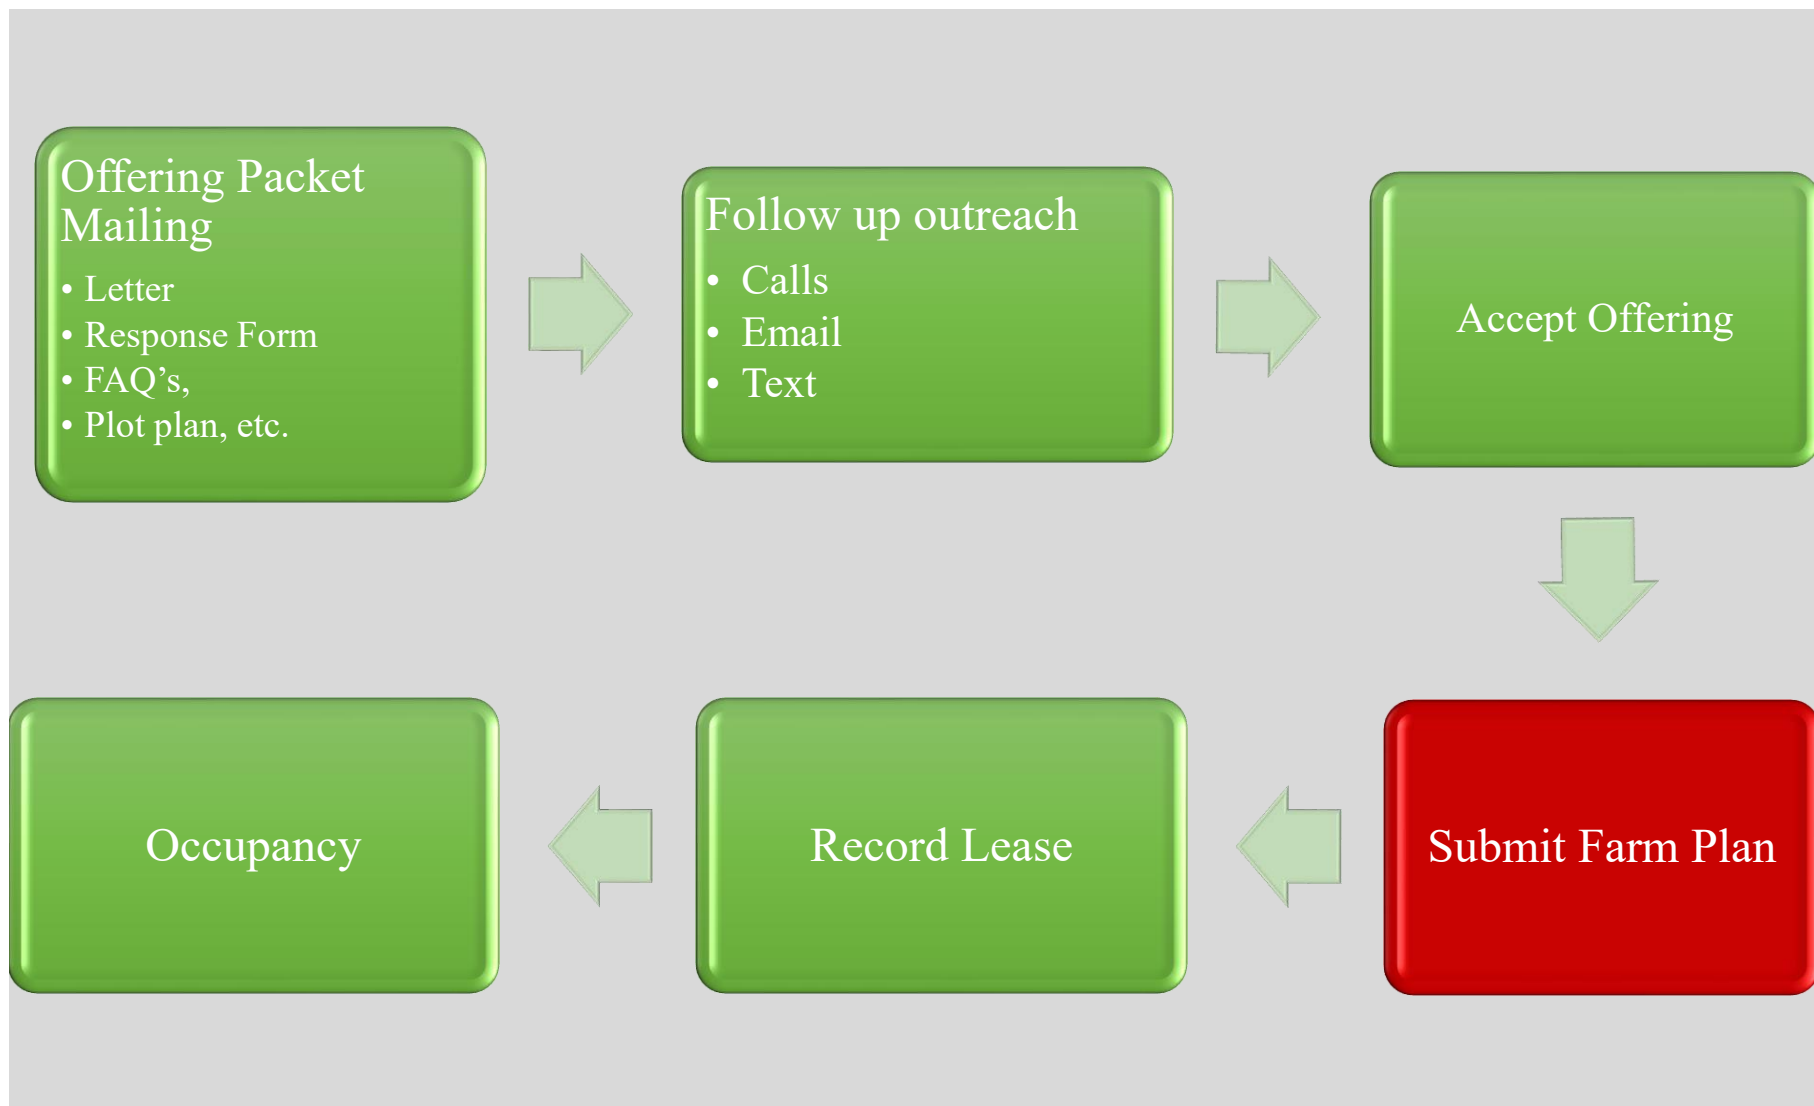 Offering Packet
Mailing
• Letter
• Response Form
• FAQ’s,
• Plot plan, etc.
Follow up outreach
• Calls
• Email
• Text
Accept Offering
Submit Farm Plan
Record Lease
Occupancy